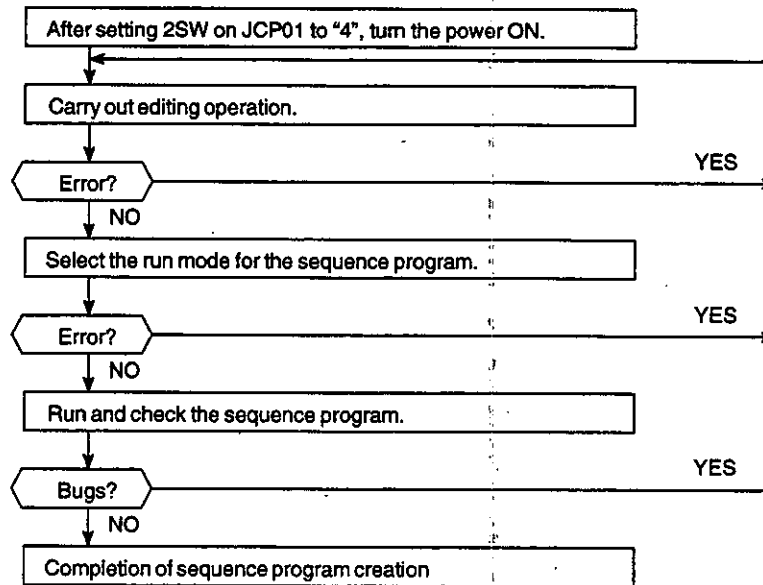 After setting 2SW on JCP01 to “4”, turn the power ON.
Carry out editing operation.
Error?
YES
NO
Select the run mode for the sequence program.
Error?
YES
NO
Run and check the sequence program.
Bugs?
YES
NO
Completion of sequence program creation